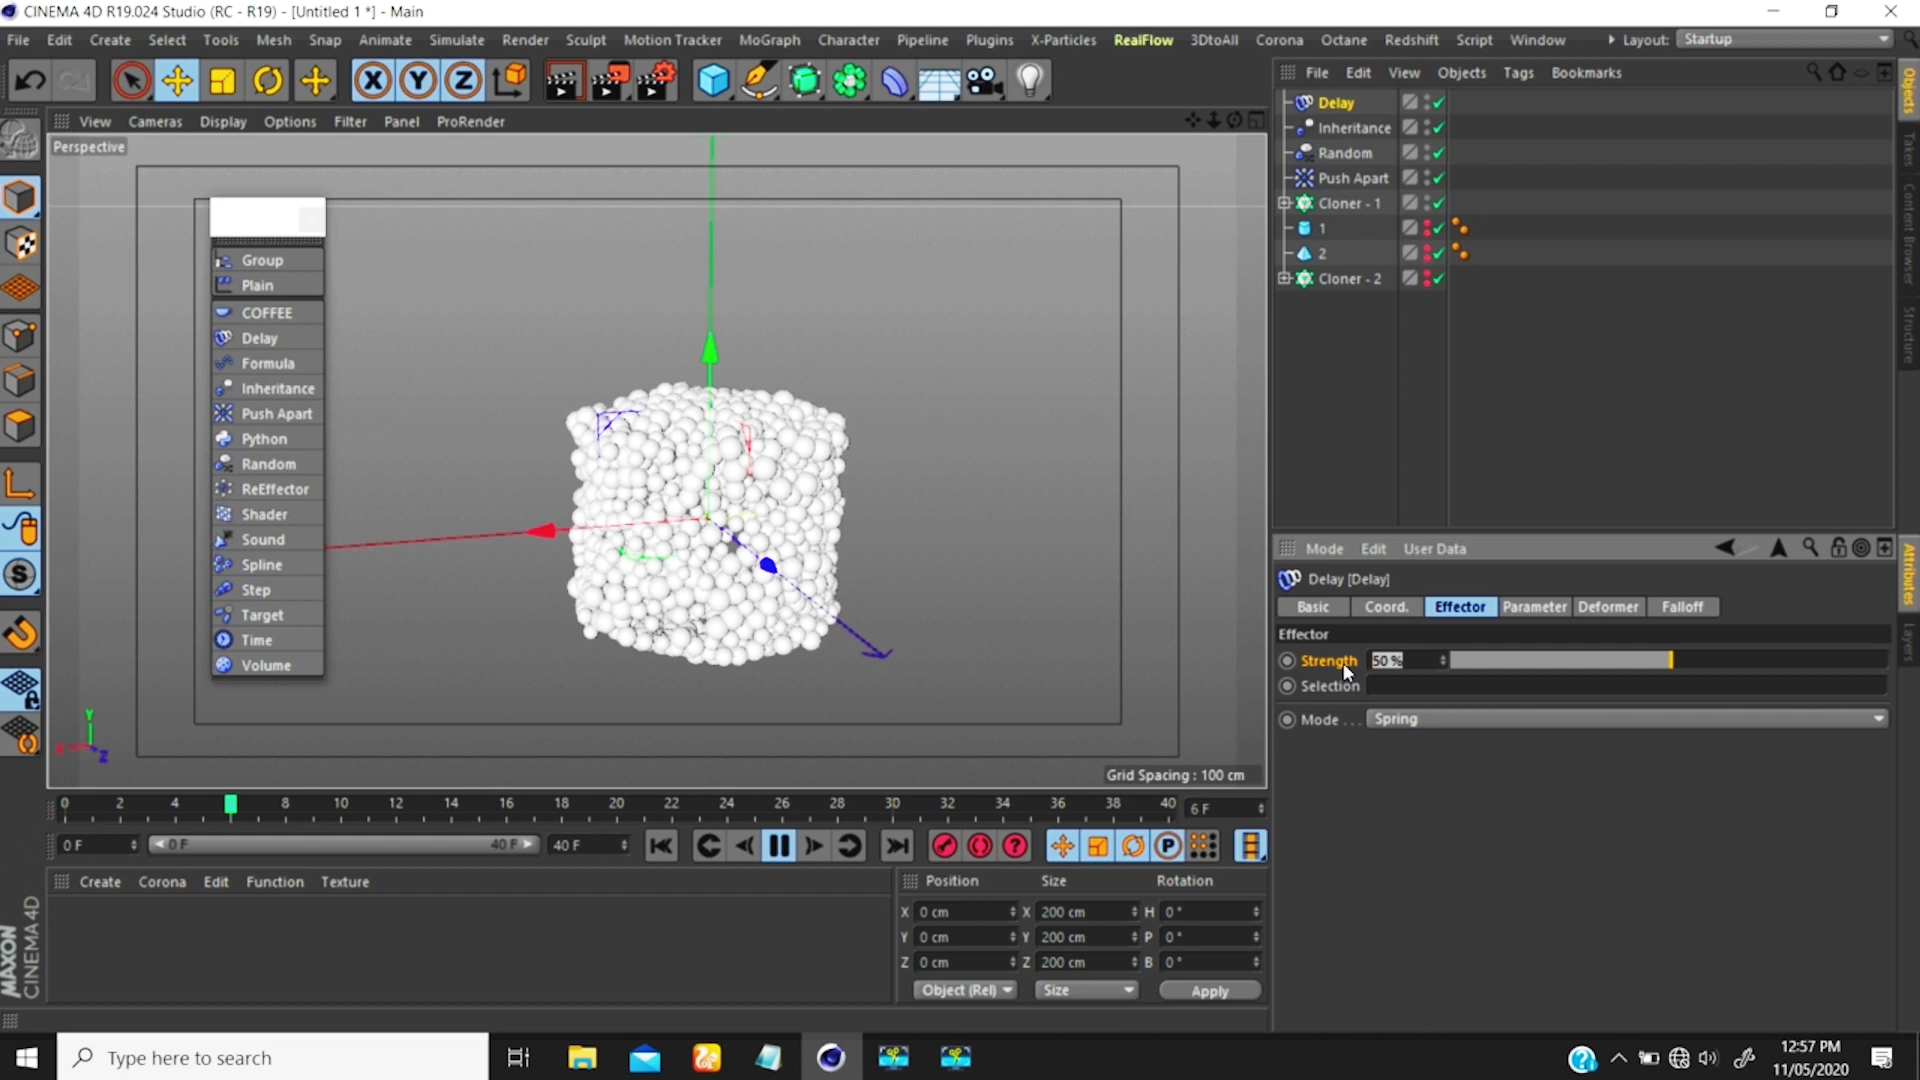 CINEMA 4D R19.024 Studio (RC - R19) - [Untitled 1 *] - Main
File Edit Create Select Tools Mesh Snap Animate Simulate Render Sculpt Motion Tracker MoGraph Character Pipeline Plugins X-Particles RealFlow 3DtoAll Corona Octane Redshift Script Window Layout: Startup
X Y Z
File Edit View Objects Tags Bookmarks
Delay
Inheritance
Random
Push Apart
Cloner - 1
1
2
Cloner - 2
Objects
Takes
Content Browser
Structure
View Cameras Display Options Filter Panel ProRender
Perspective
Group
Plain
COFFEE
Delay
Formula
Inheritance
Push Apart
Python
Random
ReEffector
Shader
Sound
Spline
Step
Target
Time
Volume
Y
Z
Grid Spacing : 100 cm
Mode Edit User Data
Delay [Delay]
Basic Coord. Effector Parameter Deformer Falloff
Effector
Strength 50 %
Selection
Mode . . . Spring
Attributes
Layers
0 2 4 8 10 12 14 16 18 20 22 24 26 28 30 32 34 36 38 40 6 F
0 F 0 F 40 F 40 F
P
Create Corona Edit Function Texture
Position Size Rotation
X 0 cm X 200 cm H 0 °
Y 0 cm Y 200 cm P 0 °
Z 0 cm Z 200 cm B 0 °
Object (Rel) Size Apply
MAXON
CINEMA 4D
Type here to search
12:57 PM
11/05/2020